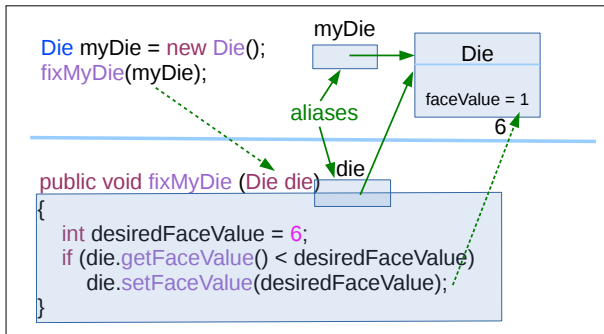 myDie
Die myDie = new Die();
fixMyDie(myDie);
Die
faceValue = 1
6
aliases
die
public void fixMyDie (Die die)
{
int desiredFaceValue = 6;
if (die.getFaceValue() < desiredFaceValue)
die.setFaceValue(desiredFaceValue);
}